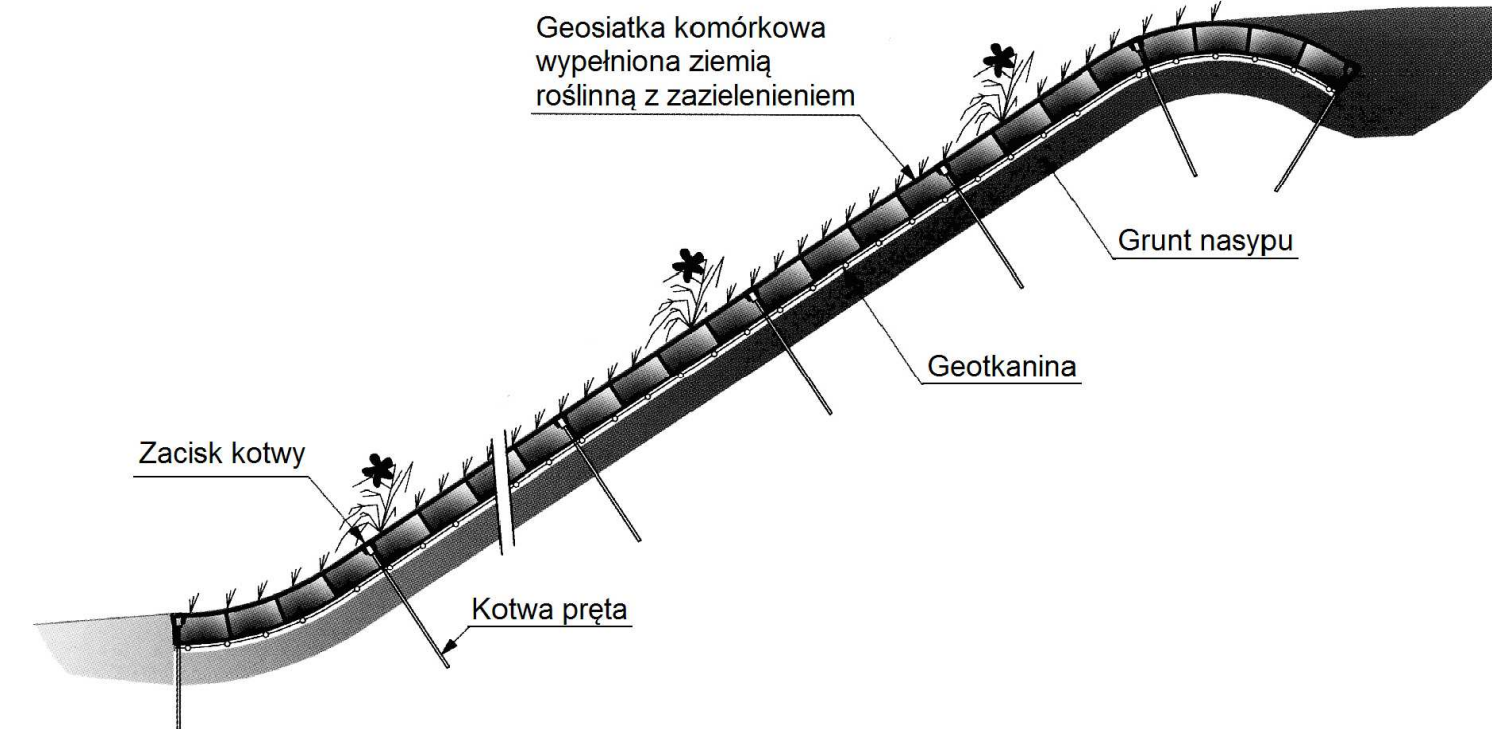 Geosiatka komórkowa
wypełniona ziemią
roślinną z zazielenieniem
Grunt nasypu
Geotkanina
Zacisk kotwy
Kotwa pręta